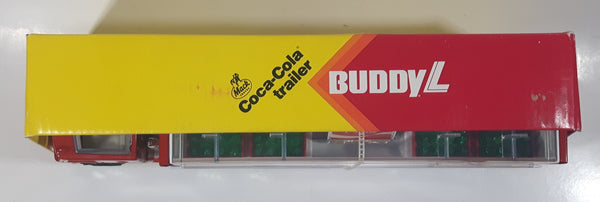 Mack
Coca-Cola
trailer
BUDDY L